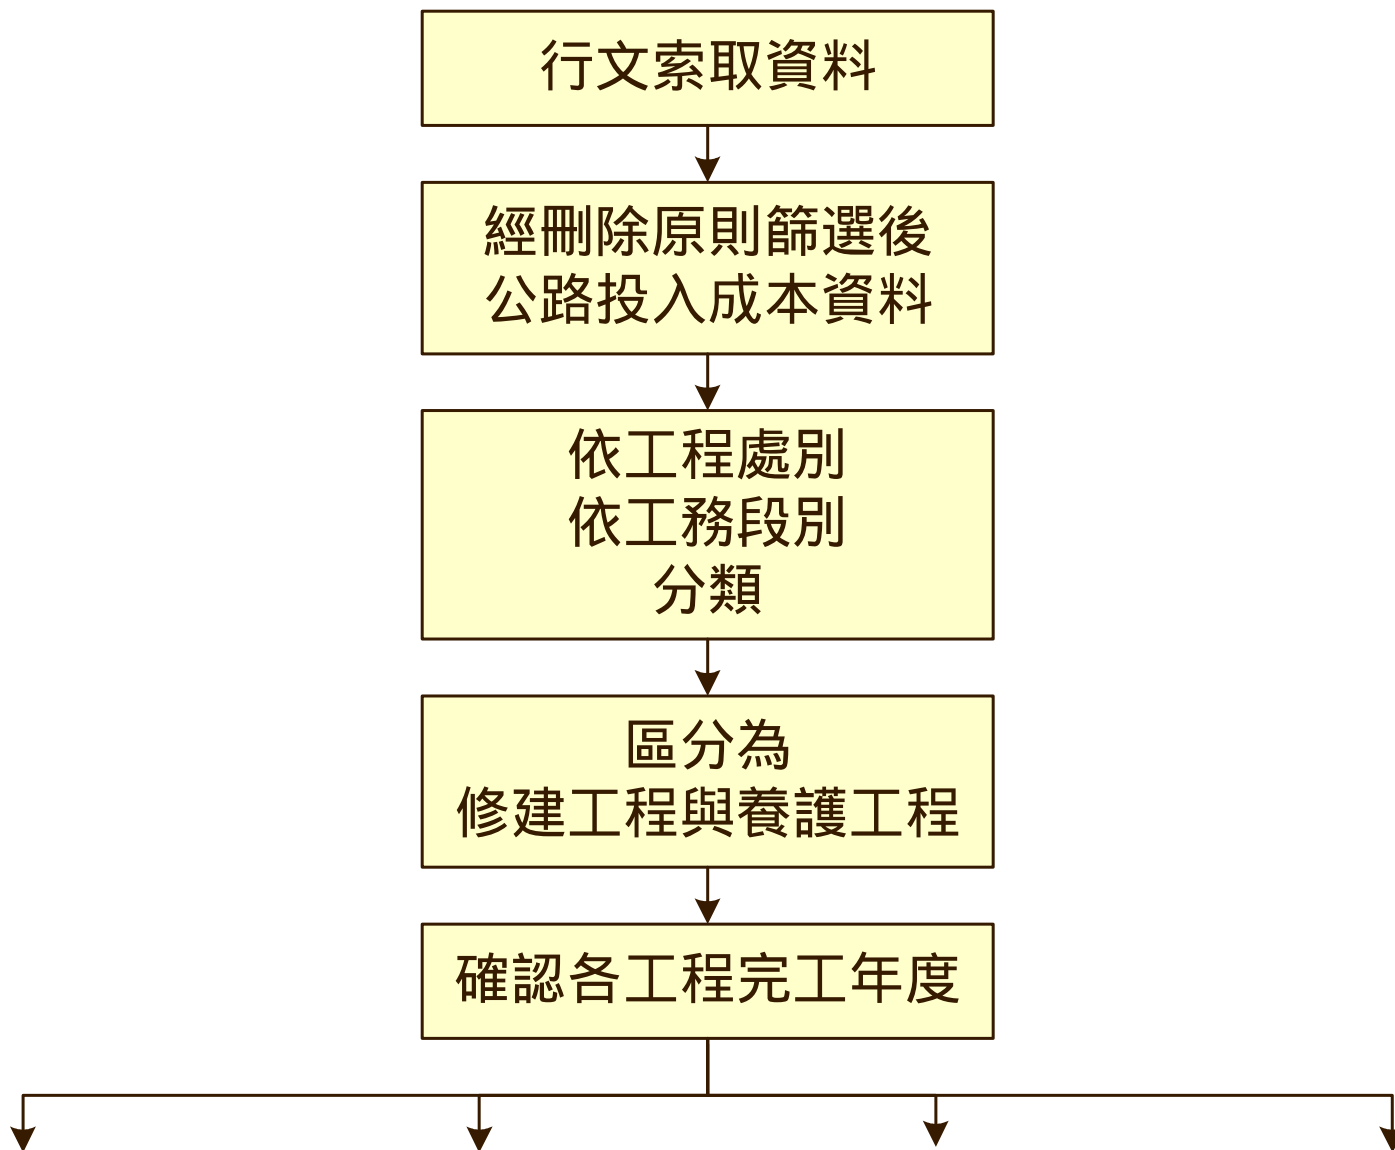 行文索取資料
經刪除原則篩選後
公路投入成本資料
依工程處別
依工務段別
分類
區分為
修建工程與養護工程
確認各工程完工年度